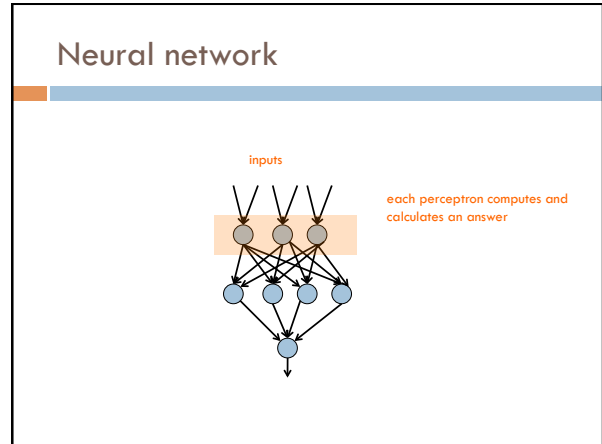 Neural network
inputs
each perceptron computes and
calculates an answer